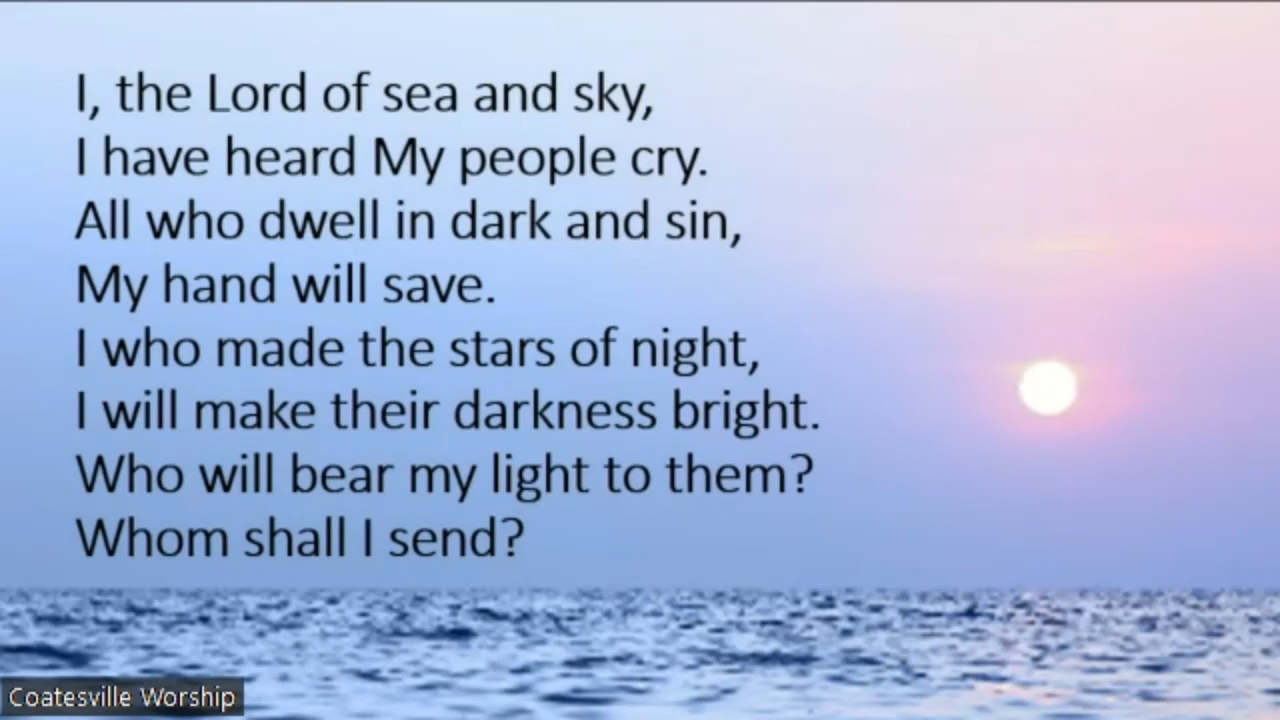 I, the Lord of sea and sky,
I have heard My people cry.
All who dwell in dark and sin,
My hand will save.
I who made the stars of night,
I will make their darkness bright.
Who will bear my light to them?
Whom shall I send?
Coatesville Worship